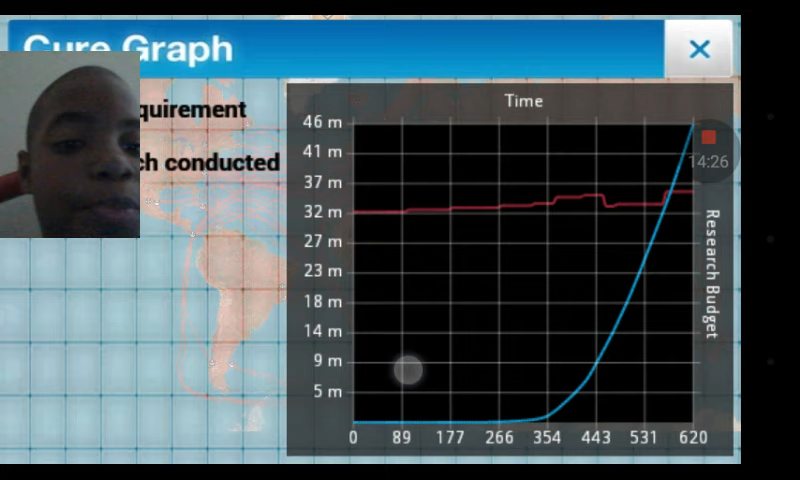 Cure Graph
quirement
ch conducted
Time
46 m
41 m
37 m
32 m
27 m
23 m
18 m
14 m
9 m
5 m
0 89 177 266 354 443 531 620
Research Budget
14:26